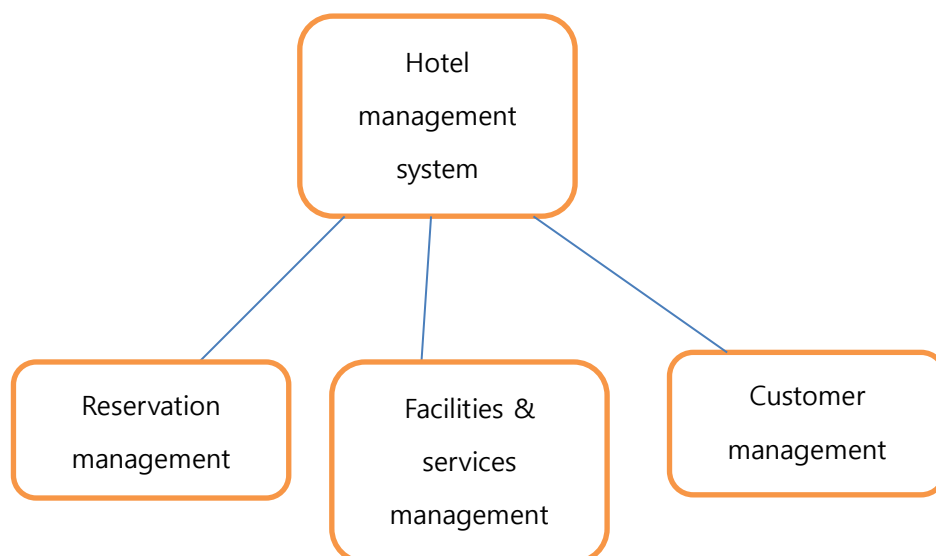 Hotel
management
system
Reservation
management
Facilities &
services
management
Customer
management